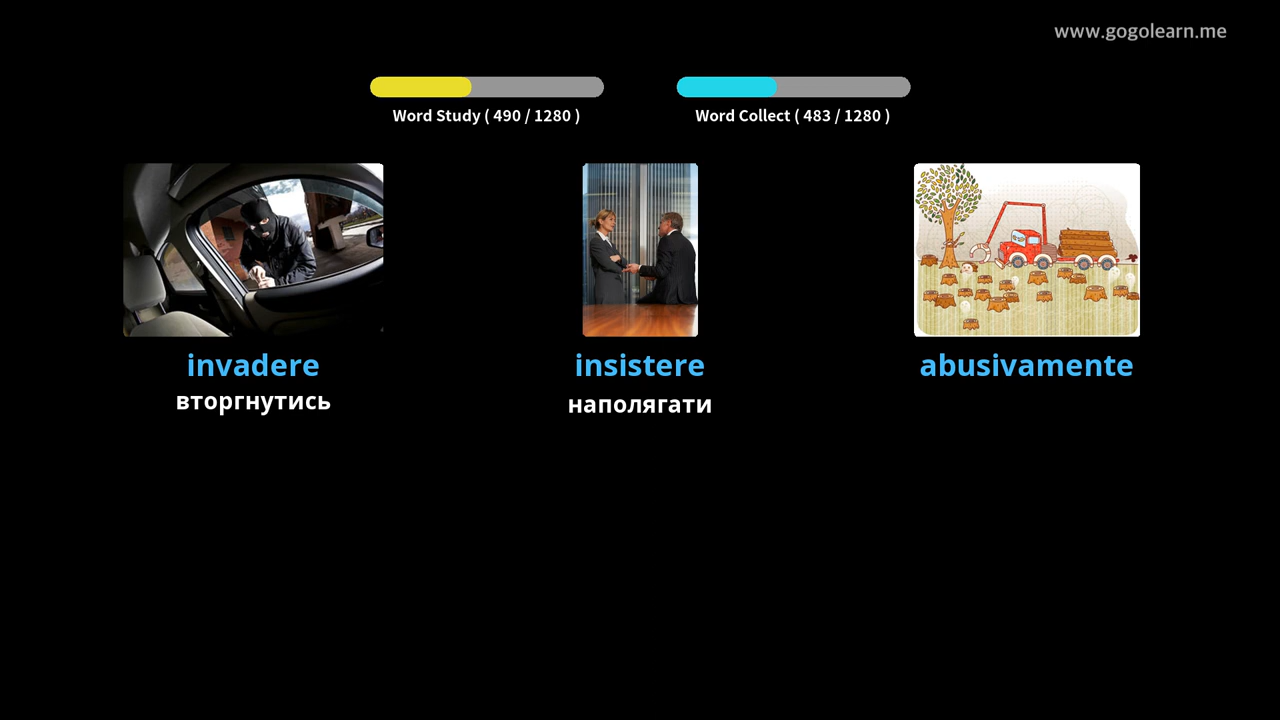 www.gogolearn.me
Word Study ( 490 / 1280 )
Word Collect ( 483 / 1280 )
invadere
insistere
abusivamente
вторгнутись
наполягати